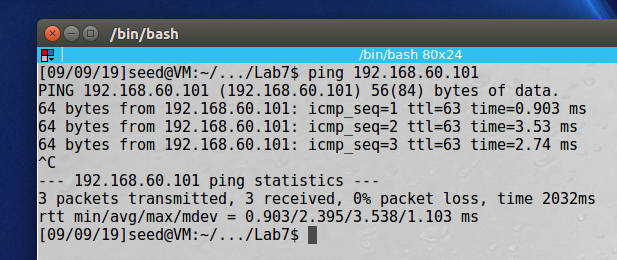 /bin/bash
/bin/bash 80x24
[09/09/19]seed@VM:~/.../Lab7$ ping 192.168.60.101
PING 192.168.60.101 (192.168.60.101) 56(84) bytes of data.
64 bytes from 192.168.60.101: icmp_seq=1 ttl=63 time=0.903 ms
64 bytes from 192.168.60.101: icmp_seq=2 ttl=63 time=3.53 ms
64 bytes from 192.168.60.101: icmp_seq=3 ttl=63 time=2.74 ms
^C
--- 192.168.60.101 ping statistics ---
3 packets transmitted, 3 received, 0% packet loss, time 2032ms
rtt min/avg/max/mdev = 0.903/2.395/3.538/1.103 ms
[09/09/19]seed@VM:~/.../Lab7$